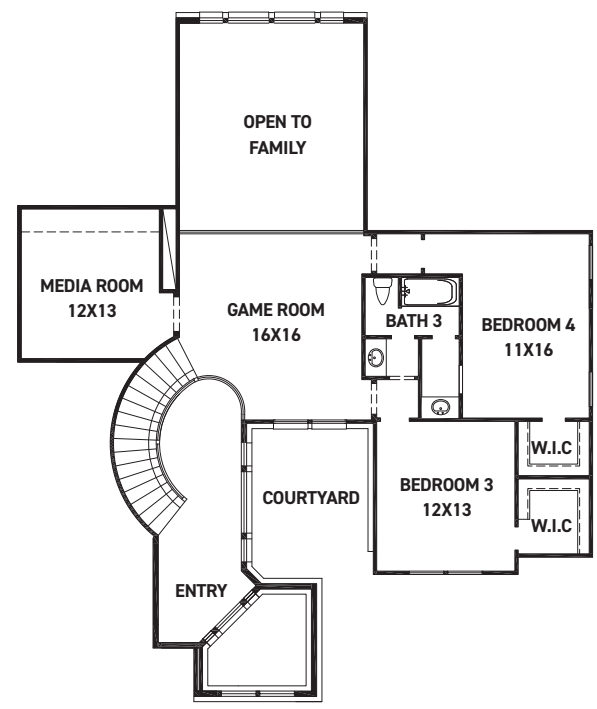 OPEN TO
FAMILY
MEDIA ROOM
12X13
GAME ROOM
16X16
BATH 3
BEDROOM 4
11X16
W.I.C
BEDROOM 3
12X13
COURTYARD
W.I.C
ENTRY